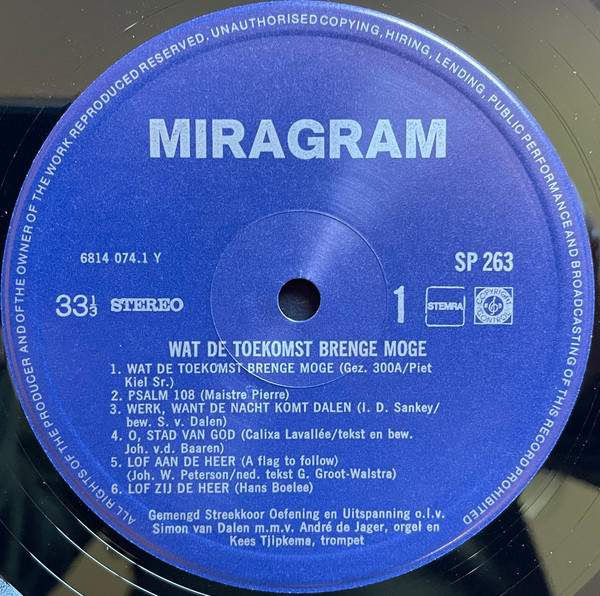 ALL RIGHTS OF THE PRODUCER AND OF THE OWNER OF THE WORK REPRODUCED RESERVED. UNAUTHORISED COPYING, HIRING, LENDING, PUBLIC PERFORMANCE AND BROADCASTING OF THIS RECORD PROHIBITED
MIRAGRAM
6814 074.1 Y
SP 263
33⅓ STEREO
1
STEMRA
COPYRIGHT CONTROL
WAT DE TOEKOMST BRENGE MOGE
1. WAT DE TOEKOMST BRENGE MOGE (Gez. 300A/Piet
Kiel Sr.)
2. PSALM 108 (Maistre Pierre)
3. WERK, WANT DE NACHT KOMT DALEN (I. D. Sankey/
bew. S. v. Dalen)
4. O, STAD VAN GOD (Calixa Lavallée/tekst en bew.
Joh. v.d. Baaren)
5. LOF AAN DE HEER (A flag to follow)
(Joh. W. Peterson/ned. tekst G. Groot-Walstra)
6. LOF ZIJ DE HEER (Hans Boelee)
Gemengd Streekkoor Oefening en Uitspanning o.l.v.
Simon van Dalen m.m.v. André de Jager, orgel en
Kees Tjipkema, trompet